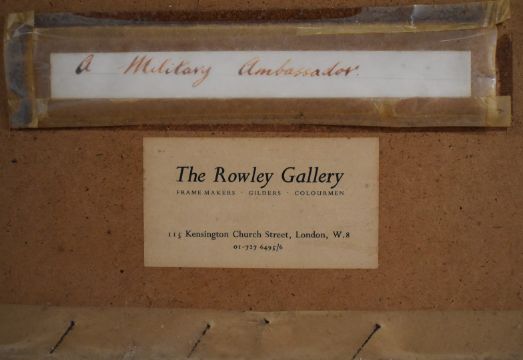 A Military Ambassador.
The Rowley Gallery
FRAME MAKERS · GILDERS · COLOURMEN
115 Kensington Church Street, London, W.8
01-727 6495/6